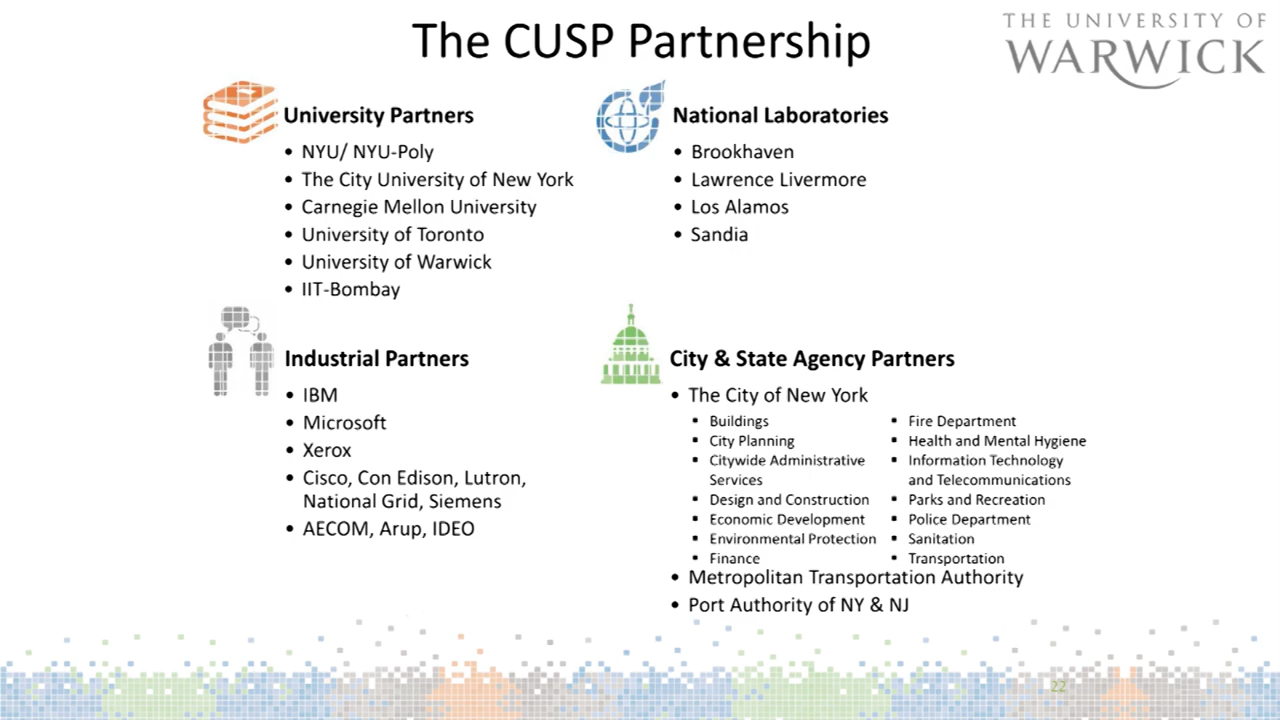 The CUSP Partnership
THE UNIVERSITY OF
WARWICK
University Partners
• NYU/ NYU-Poly
• The City University of New York
• Carnegie Mellon University
• University of Toronto
• University of Warwick
• IIT-Bombay
National Laboratories
• Brookhaven
• Lawrence Livermore
• Los Alamos
• Sandia
Industrial Partners
• IBM
• Microsoft
• Xerox
• Cisco, Con Edison, Lutron,
National Grid, Siemens
• AECOM, Arup, IDEO
City & State Agency Partners
• The City of New York
▪ Buildings
▪ City Planning
▪ Citywide Administrative
Services
▪ Design and Construction
▪ Economic Development
▪ Environmental Protection
▪ Finance
▪ Fire Department
▪ Health and Mental Hygiene
▪ Information Technology
and Telecommunications
▪ Parks and Recreation
▪ Police Department
▪ Sanitation
▪ Transportation
• Metropolitan Transportation Authority
• Port Authority of NY & NJ
22